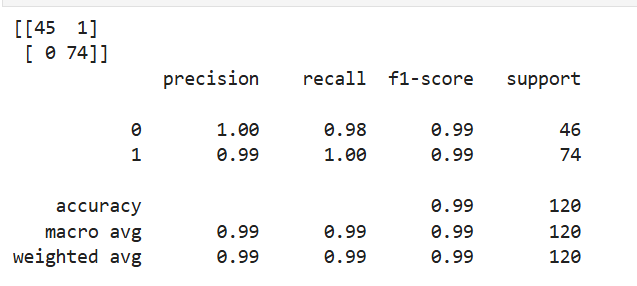 [[45  1]
 [ 0 74]]
              precision    recall  f1-score   support

           0       1.00      0.98      0.99        46
           1       0.99      1.00      0.99        74

    accuracy                           0.99       120
   macro avg       0.99      0.99      0.99       120
weighted avg       0.99      0.99      0.99       120